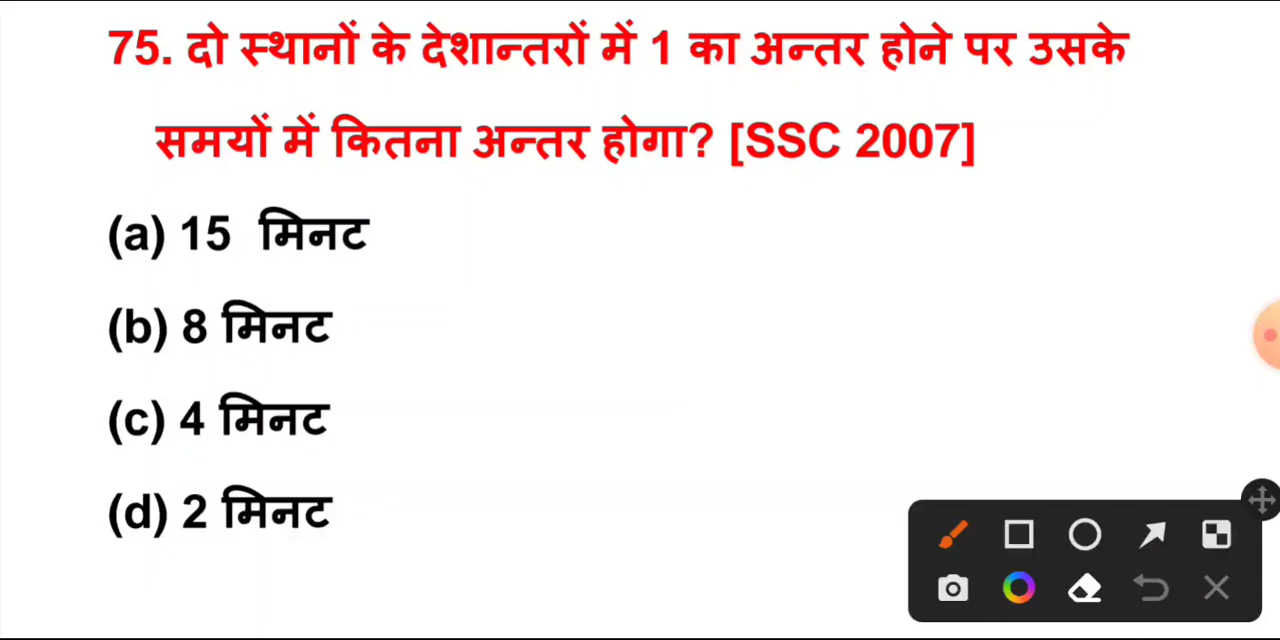 75. दो स्थानों के देशान्तरों में 1 का अन्तर होने पर उसके
समयों में कितना अन्तर होगा? [SSC 2007]
(a) 15 मिनट
(b) 8 मिनट
(c) 4 मिनट
(d) 2 मिनट